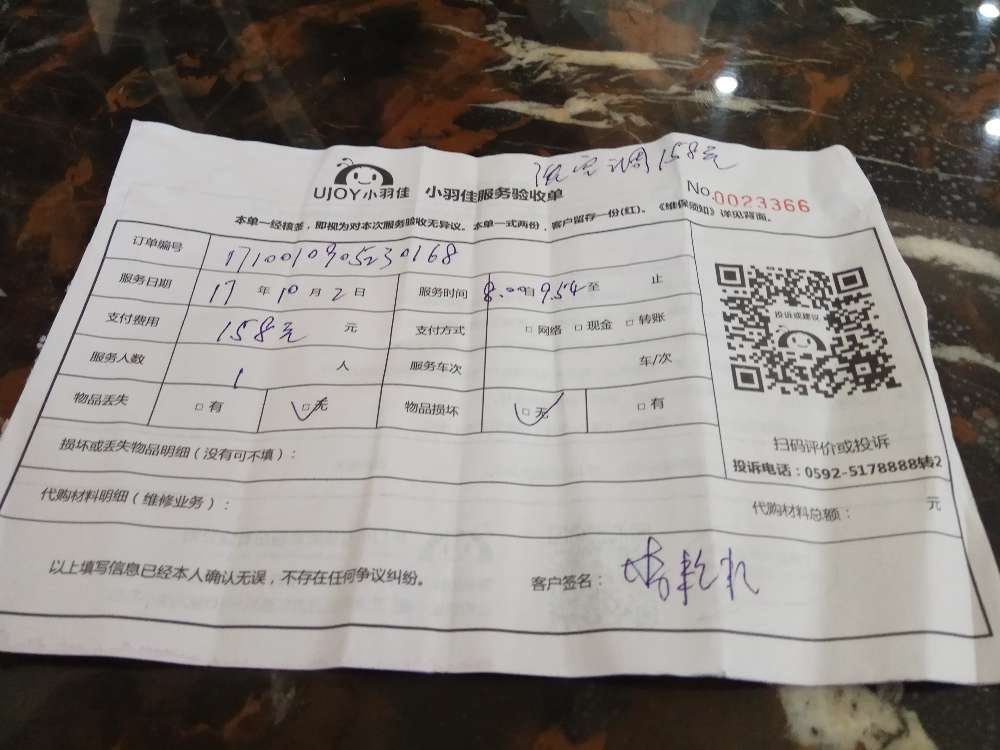 洗空调158元
UJOY小羽佳 小羽佳服务验收单 No.0023366
本单一经核签，即视为对本次服务验收无异议。本单一式两份，客户留存一份(红)。《维保须知》详见背面。
订单编号 1710010905230168
服务日期 17 年 10 月 2 日 服务时间 8:00 自 9:54 至 止
支付费用 158元 元 支付方式 □ 网络 □ 现金 □ 转账
服务人数 1 人 服务车次 车/次
物品丢失 □ 有 □ 无 物品损坏 □ 无 □ 有
损坏或丢失物品明细（没有可不填）：
投诉或建议
扫码评价或投诉
投诉电话：0592-5178888转2
代购材料明细（维修业务）： 代购材料总额： 元
以上填写信息已经本人确认无误，不存在任何争议纠纷。 客户签名：